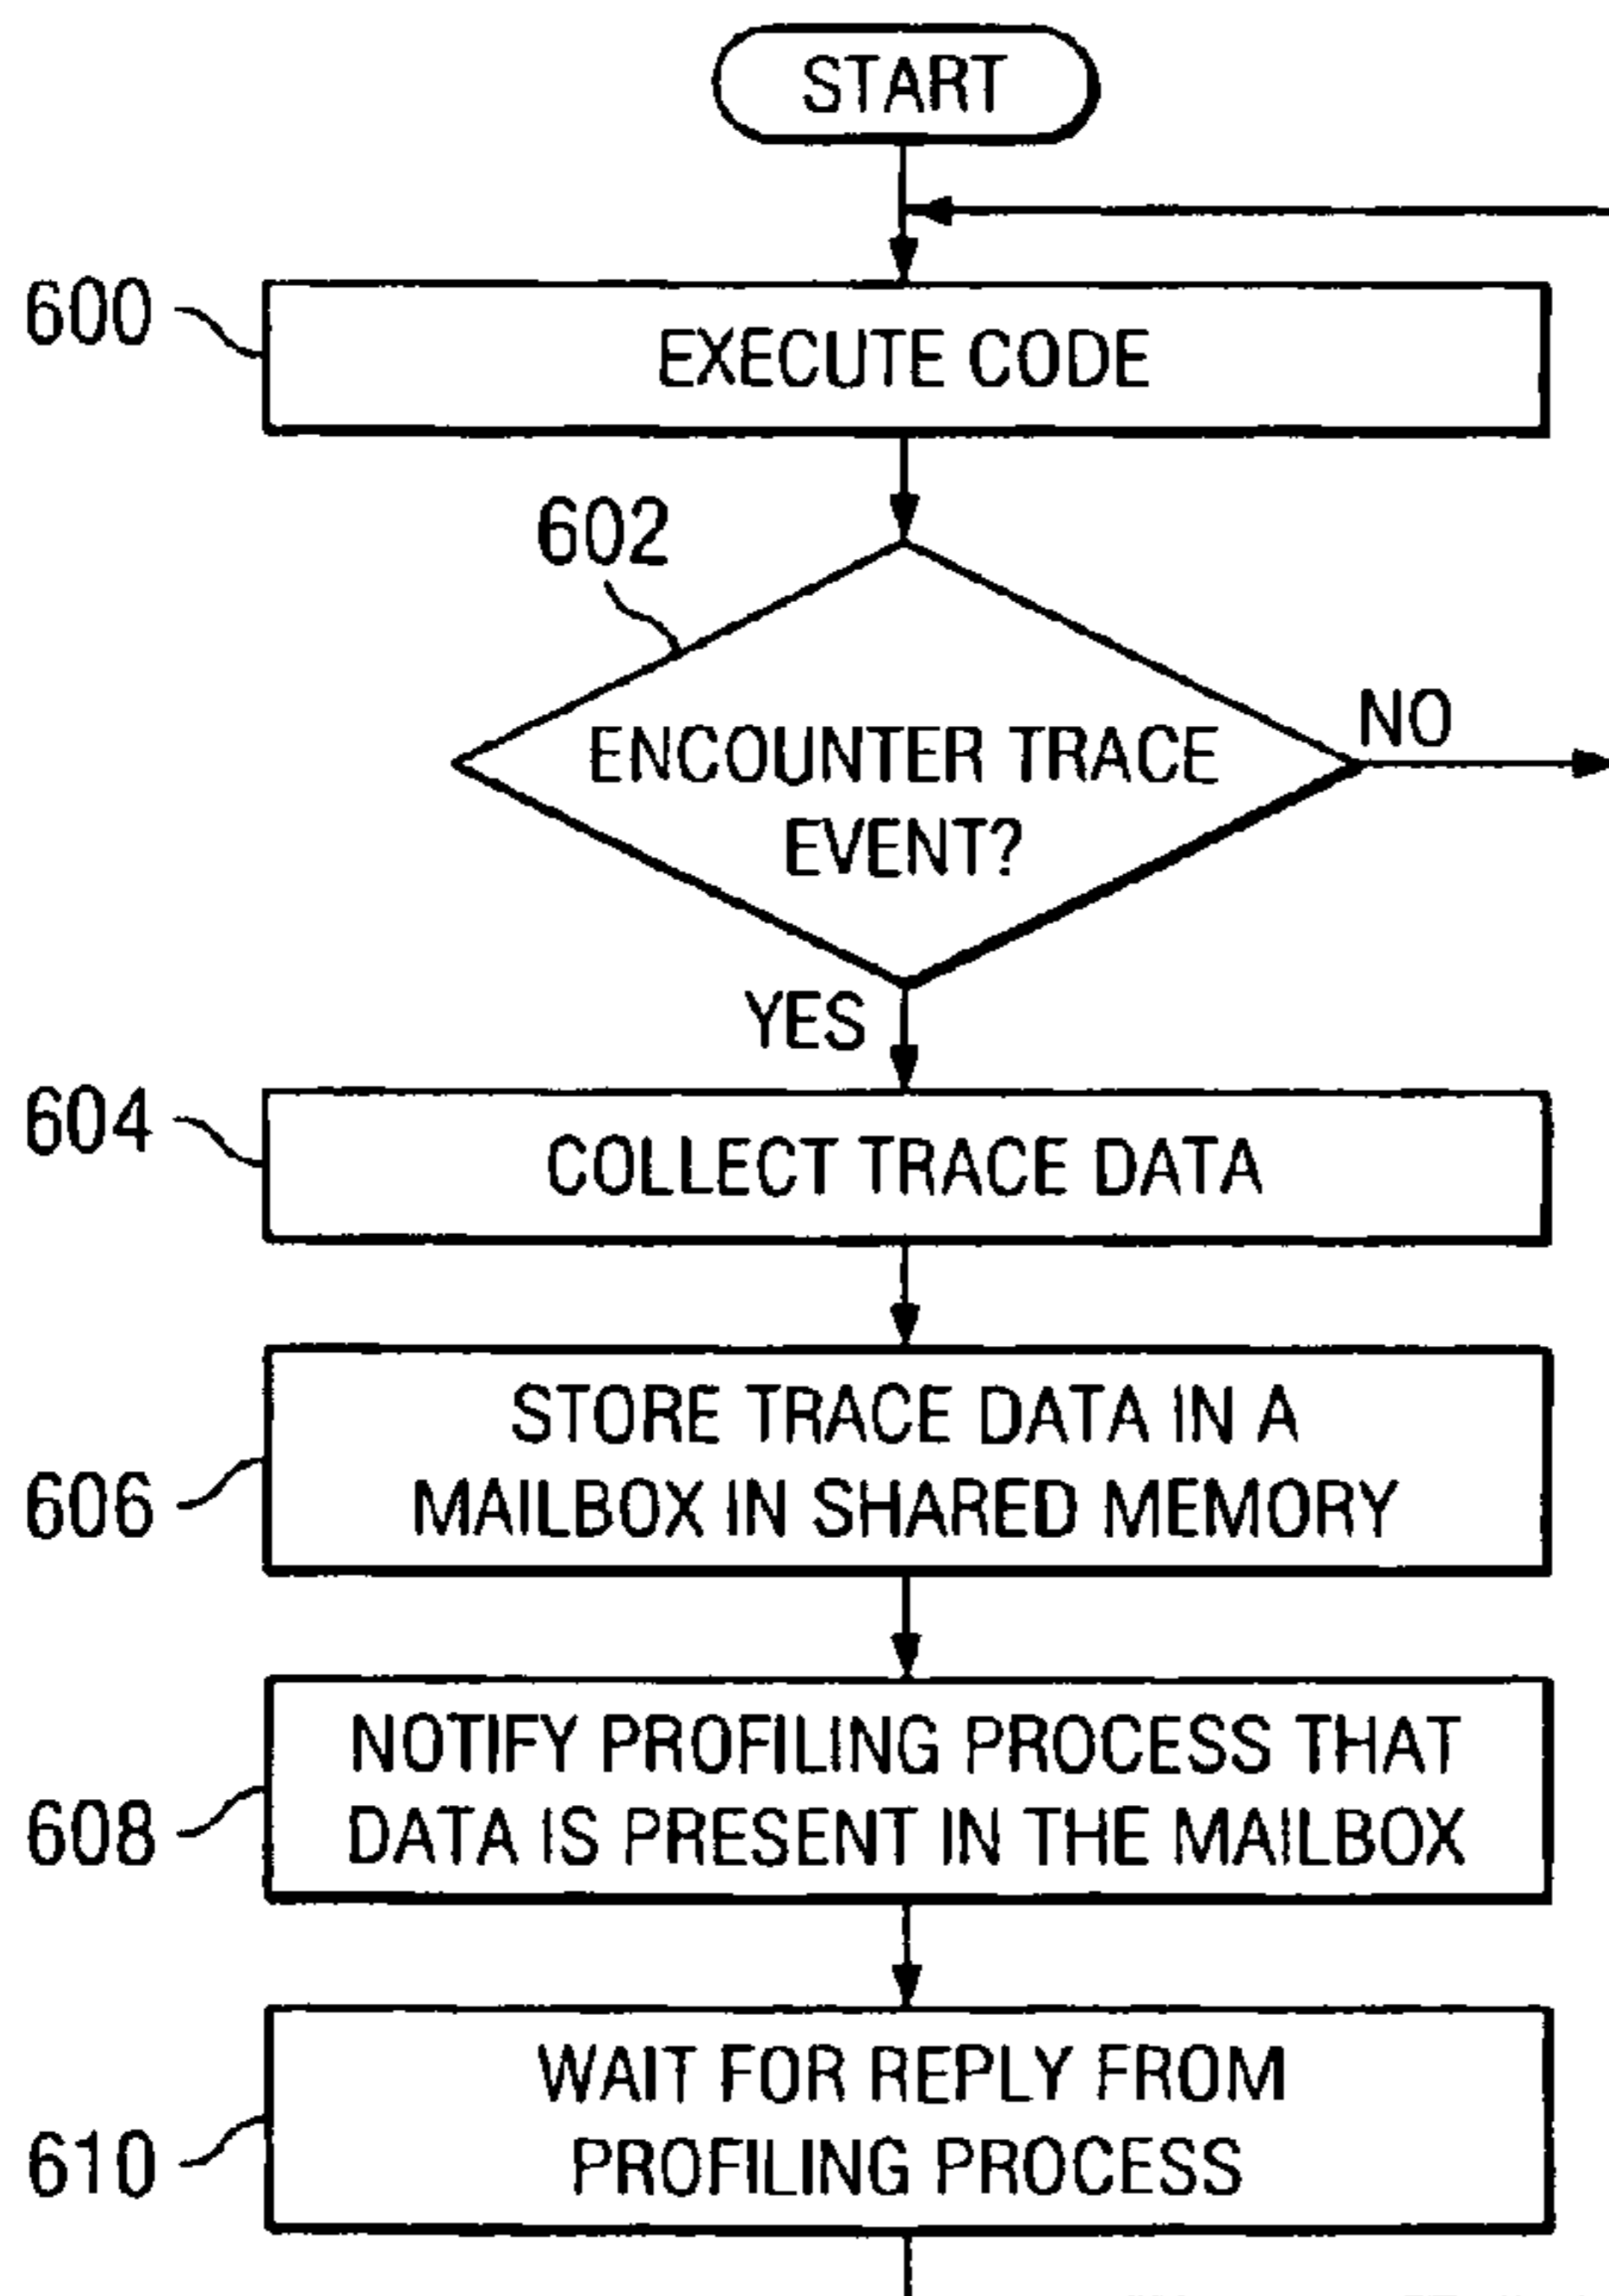 START
600
EXECUTE CODE
602
ENCOUNTER TRACE
EVENT?
NO
YES
604
COLLECT TRACE DATA
606
STORE TRACE DATA IN A
MAILBOX IN SHARED MEMORY
608
NOTIFY PROFILING PROCESS THAT
DATA IS PRESENT IN THE MAILBOX
610
WAIT FOR REPLY FROM
PROFILING PROCESS